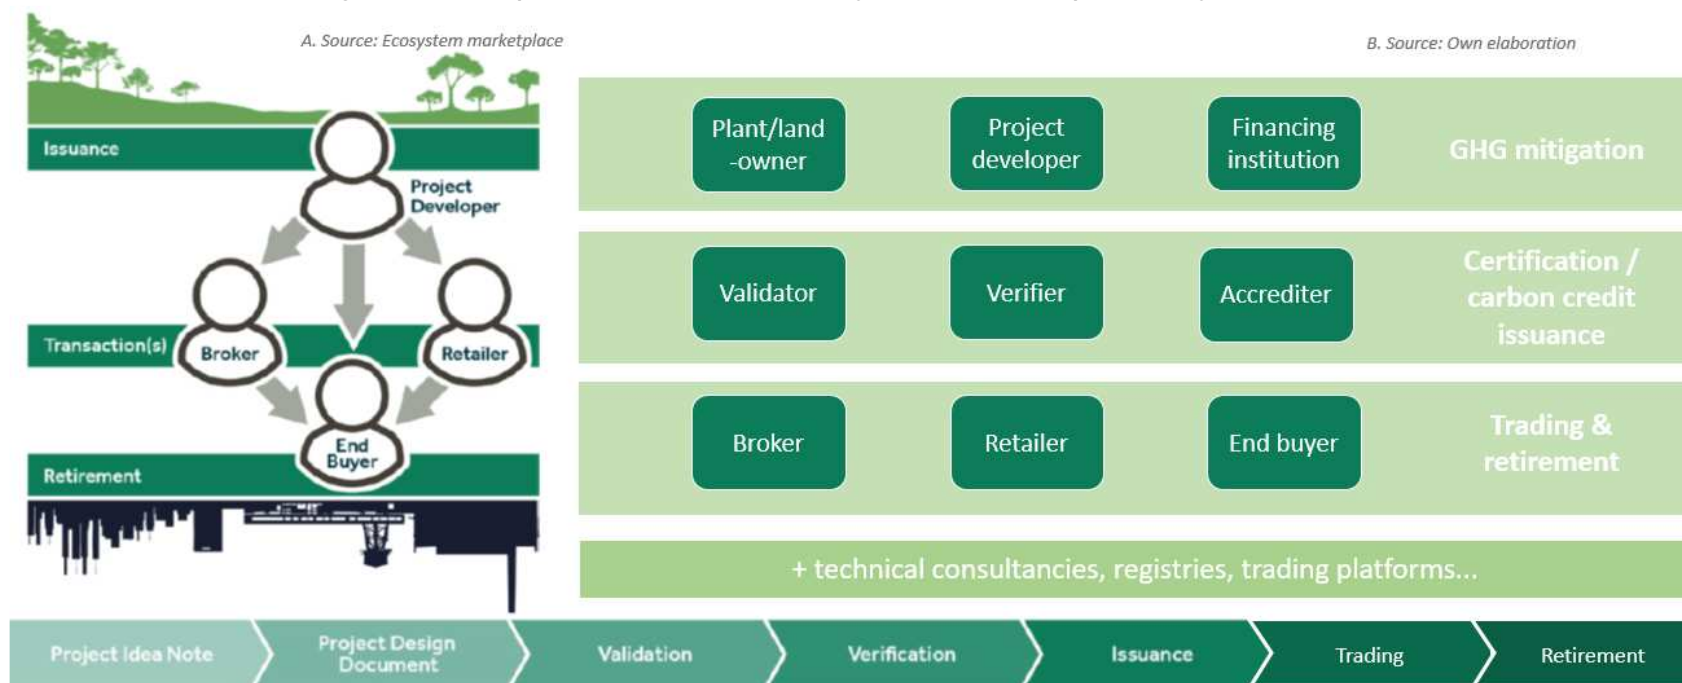 A. Source: Ecosystem marketplace
Issuance
Project
Developer
Transaction(s)
Broker
Retailer
End
Buyer
Retirement
B. Source: Own elaboration
Plant/land
-owner
Project
developer
Financing
institution
GHG mitigation
Validator
Verifier
Accrediter
Certification /
carbon credit
issuance
Broker
Retailer
End buyer
Trading &
retirement
+ technical consultancies, registries, trading platforms...
Project Idea Note
Project Design
Document
Validation
Verification
Issuance
Trading
Retirement